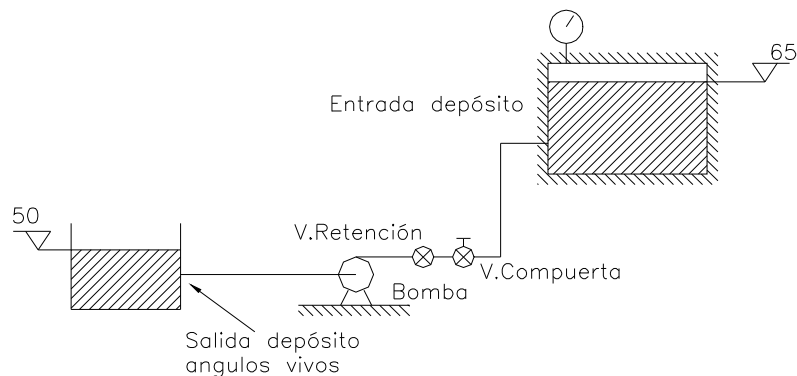 65
Entrada depósito
50
V.Retención
V.Compuerta
Bomba
Salida depósito
angulos vivos